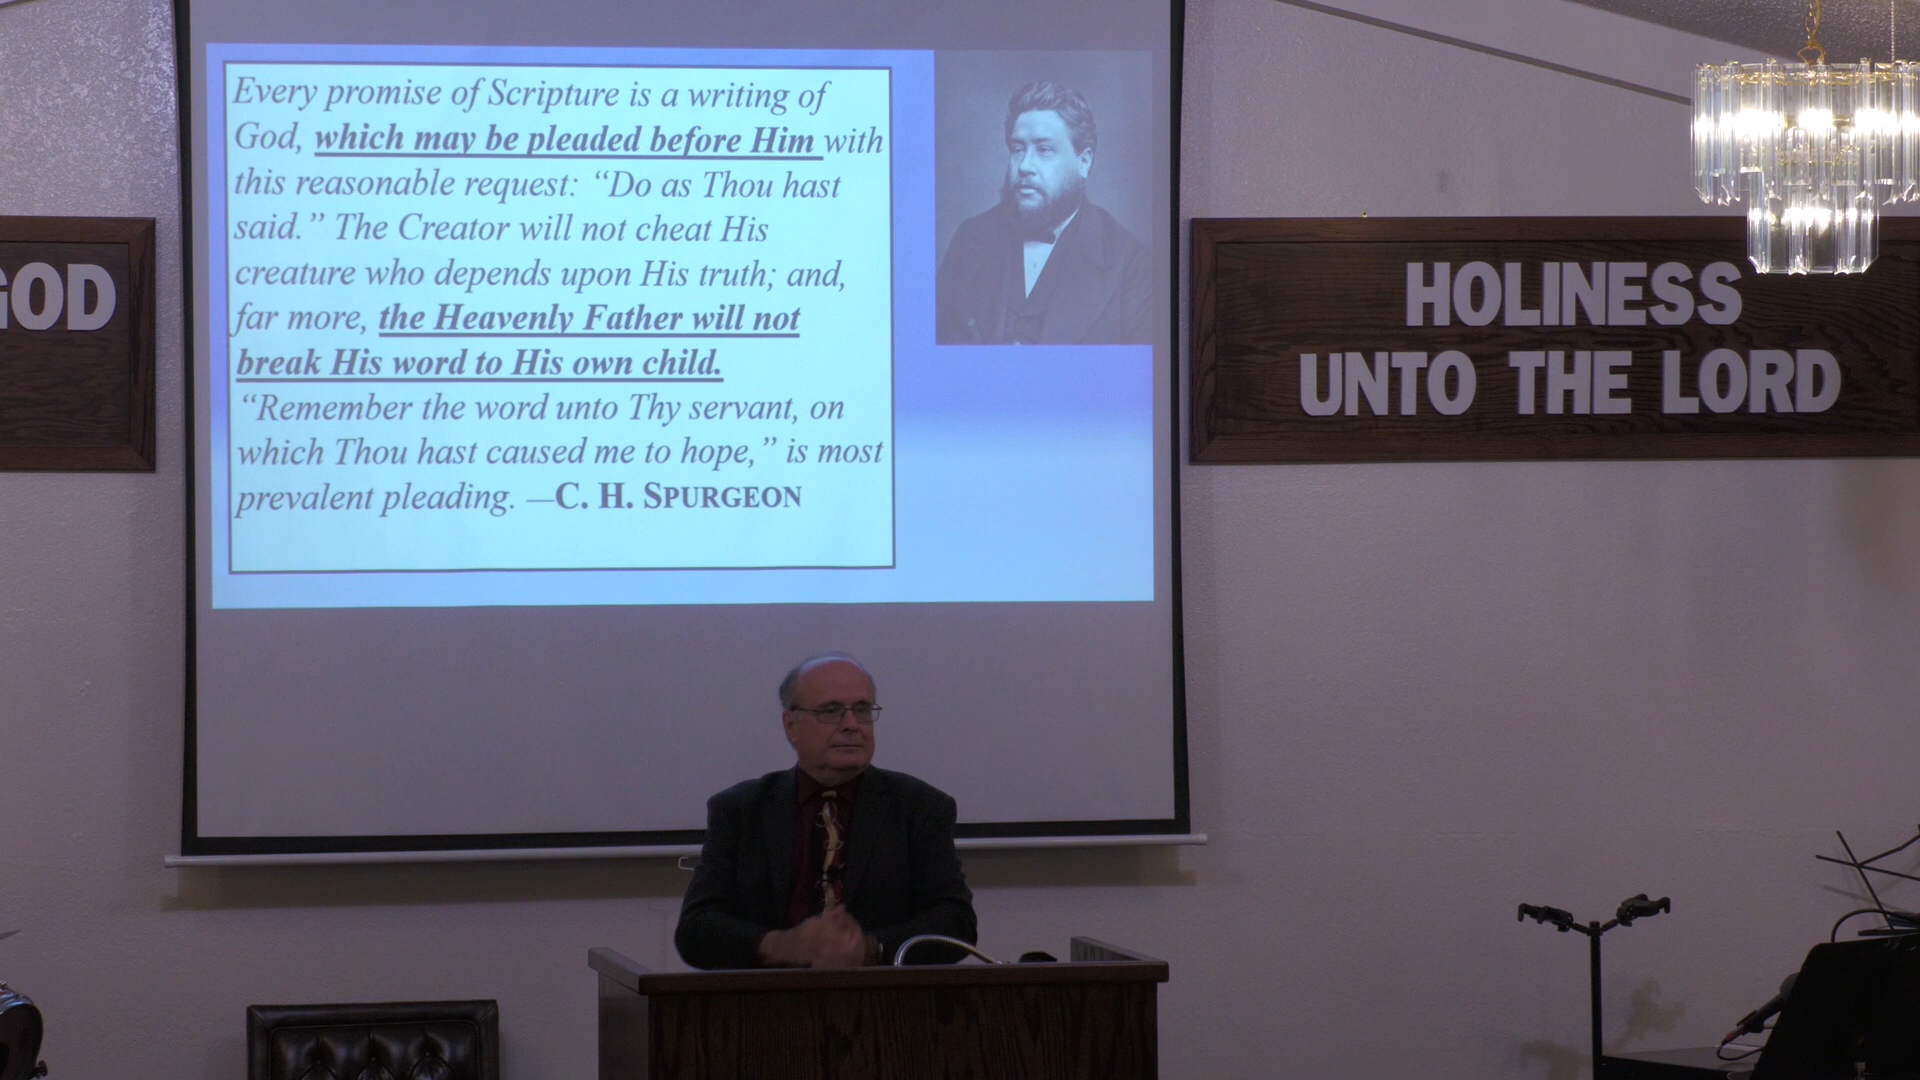 Every promise of Scripture is a writing of
God, which may be pleaded before Him with
this reasonable request: “Do as Thou hast
said.” The Creator will not cheat His
creature who depends upon His truth; and,
far more, the Heavenly Father will not
break His word to His own child.
“Remember the word unto Thy servant, on
which Thou hast caused me to hope,” is most
prevalent pleading. —C. H. SPURGEON
GOD
HOLINESS
UNTO THE LORD